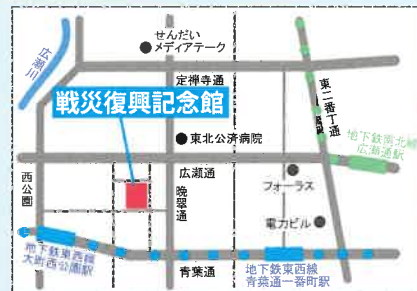 広瀬川
せんだい
メディアテーク
定禅寺通
東二番丁通
戦災復興記念館
東北公済病院
地下鉄南北線
広瀬通駅
西公園
広瀬通
晩翠通
フォーラス
電力ビル
地下鉄東西線
大町西公園駅
青葉通
地下鉄東西線
青葉通一番町駅